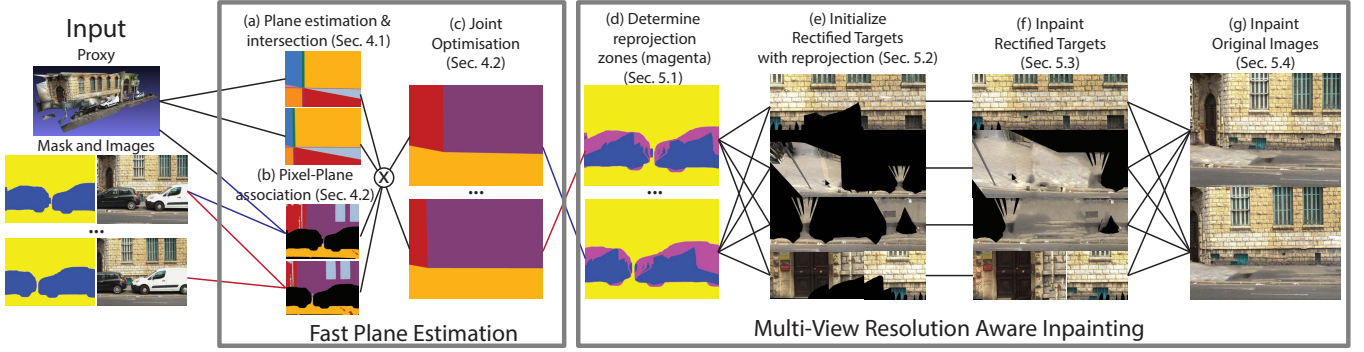 Input
Proxy
Mask and Images
...
(a) Plane estimation &
intersection (Sec. 4.1)
(b) Pixel-Plane
association (Sec. 4.2)
X
(c) Joint
Optimisation
(Sec. 4.2)
...
Fast Plane Estimation
(d) Determine
reprojection
zones (magenta)
(Sec. 5.1)
...
(e) Initialize
Rectified Targets
with reprojection (Sec. 5.2)
(f) Inpaint
Rectified Targets
(Sec. 5.3)
(g) Inpaint
Original Images
(Sec. 5.4)
Multi-View Resolution Aware Inpainting